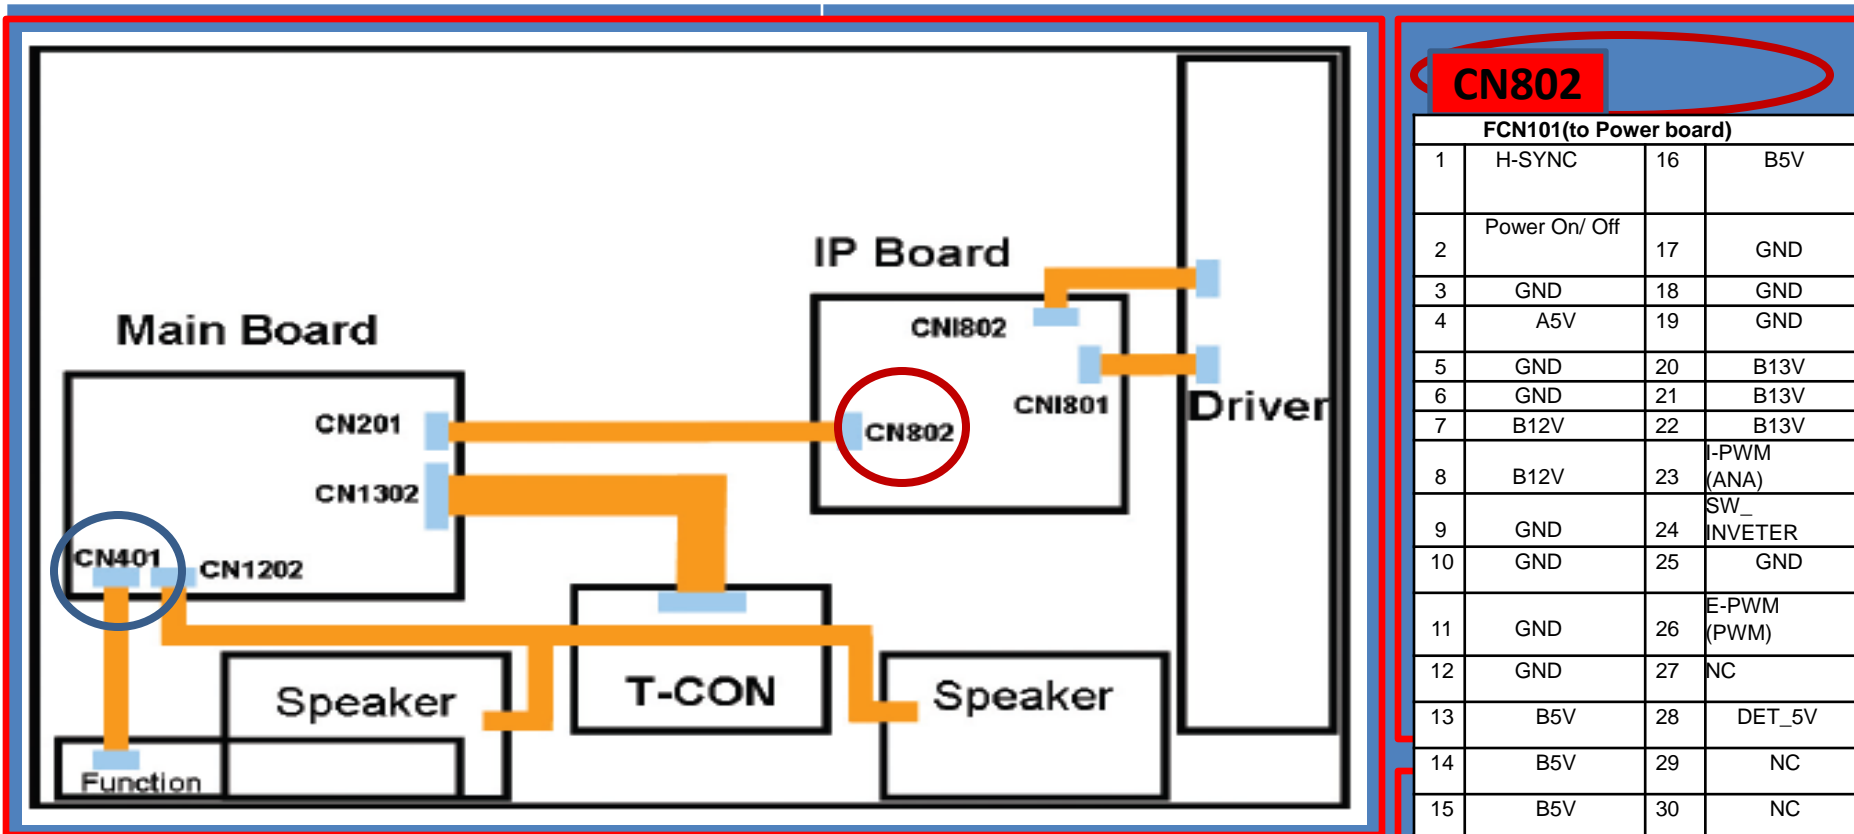 IP Board
Main Board
CNI802
CNI801
CN201
CN802
Driver
CN1302
CN401
CN1202
Speaker
T-CON
Speaker
Function
CN802
FCN101(to Power board)
1 H-SYNC 16 B5V
2 Power On/ Off 17 GND
3 GND 18 GND
4 A5V 19 GND
5 GND 20 B13V
6 GND 21 B13V
7 B12V 22 B13V
8 B12V 23 I-PWM
(ANA)
9 GND 24 SW_
INVETER
10 GND 25 GND
11 GND 26 E-PWM
(PWM)
12 GND 27 NC
13 B5V 28 DET_5V
14 B5V 29 NC
15 B5V 30 NC